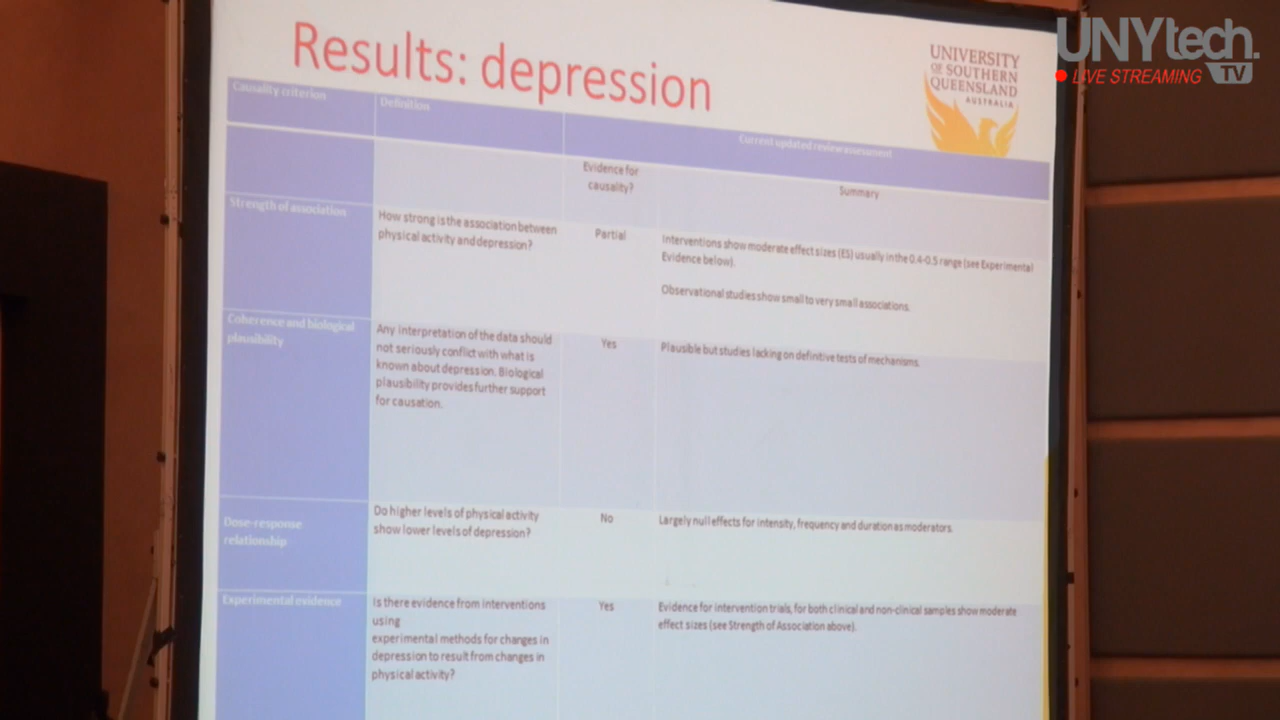 Results: depression
UNIVERSITY
OF SOUTHERN
QUEENSLAND
AUSTRALIA
UNYtech.
TV
LIVE STREAMING
Causality criterion
Definition
Current updated review assessment
Evidence for
causality?
Summary
Strength of association
How strong is the association between
physical activity and depression?
Partial
Interventions show moderate effect sizes (ES) usually in the 0.4-0.5 range (see Experimental
Evidence below).
Observational studies show small to very small associations.
Coherence and biological
plausibility
Any interpretation of the data should
not seriously conflict with what is
known about depression. Biological
plausibility provides further support
for causation.
Yes
Plausible but studies lacking on definitive tests of mechanisms.
Dose-response
relationship
Do higher levels of physical activity
show lower levels of depression?
No
Largely null effects for intensity, frequency and duration as moderators.
Experimental evidence
Is there evidence from interventions
using
experimental methods for changes in
depression to result from changes in
physical activity?
Yes
Evidence for intervention trials, for both clinical and non-clinical samples show moderate
effect sizes (see Strength of Association above).